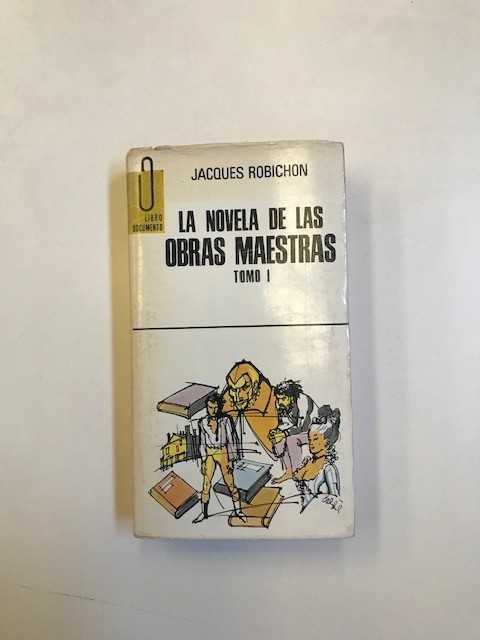 JACQUES ROBICHON
LIBRO
DOCUMENTO
LA NOVELA DE LAS
OBRAS MAESTRAS
TOMO I